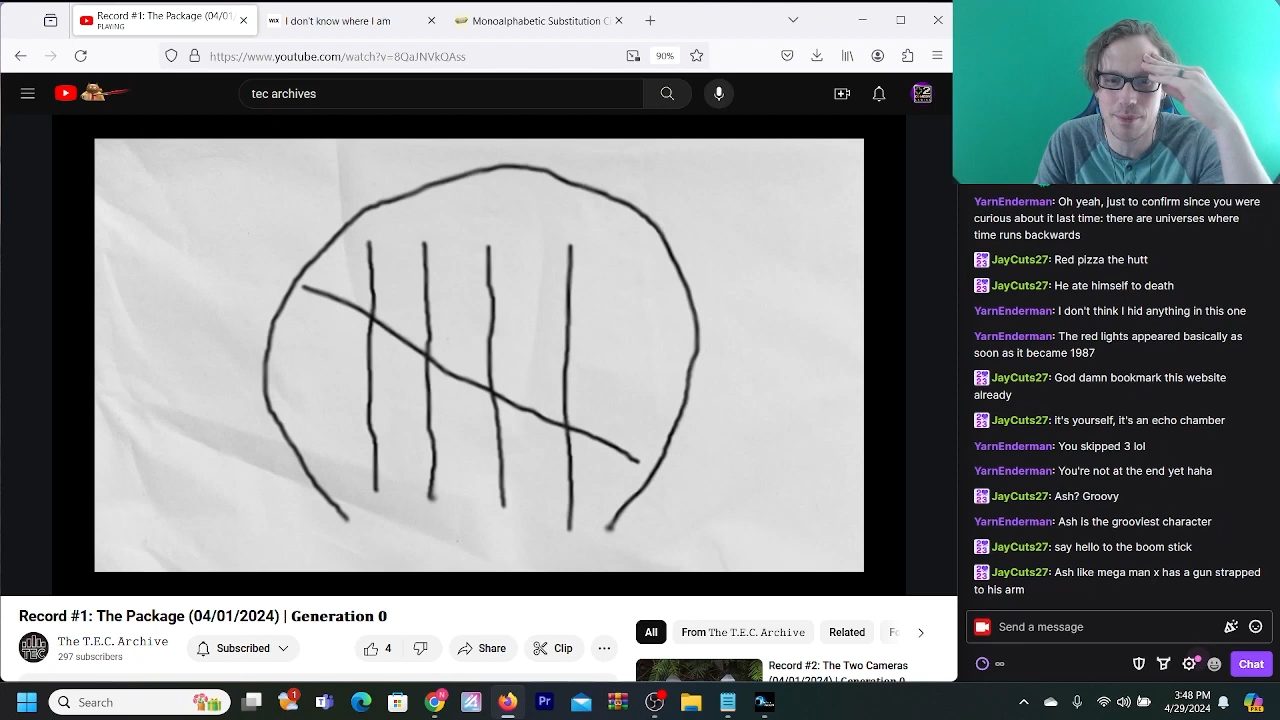 Record #1: The Package (04/01/
PLAYING
I don't know where I am
Monoalphabetic Substitution C
https://www.youtube.com/watch?v=8QaJNVkQAss
90%
tec archives
YarnEnderman: Oh yeah, just to confirm since you were
curious about it last time: there are universes where
time runs backwards
JayCuts27: Red pIzza the hutt
JayCuts27: He ate himself to death
YarnEnderman: I don't think I hid anything in this one
YarnEnderman: The red lights appeared basically as
soon as it became 1987
JayCuts27: God damn bookmark this website
already
JayCuts27: it's yourself, it's an echo chamber
YarnEnderman: You skipped 3 lol
YarnEnderman: You're not at the end yet haha
JayCuts27: Ash? Groovy
YarnEnderman: Ash is the grooviest character
JayCuts27: say hello to the boom stick
JayCuts27: Ash like mega man x has a gun strapped
to his arm
Send a message
Chat
Record #1: The Package (04/01/2024) | Generation 0
The T.E.C. Archive
297 subscribers
Subscribed
4
Share
Clip
All
From The T.E.C. Archive
Related
Record #2: The Two Cameras
(04/01/2024) | Generation 0
Search
3:48 PM
4/29/2024